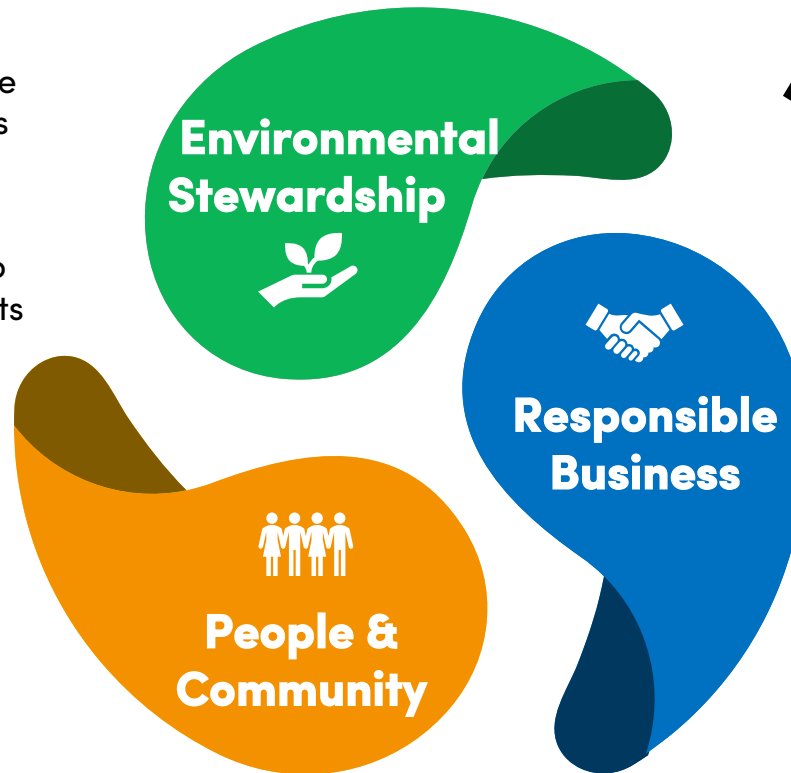 Environmental
Stewardship
Responsible
Business
People &
Community